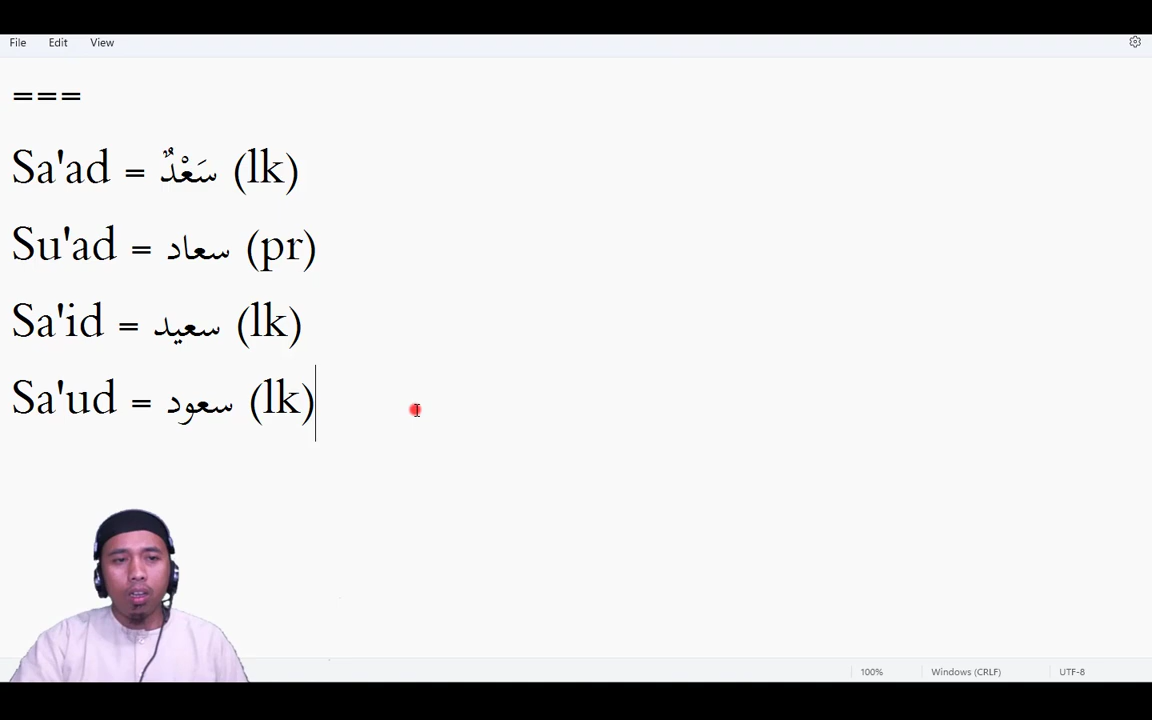 File Edit View
===
Sa'ad = سَعْدٌ (lk)
Su'ad = سعاد (pr)
Sa'id = سعيد (lk)
Sa'ud = سعود (lk)
100% Windows (CRLF) UTF-8